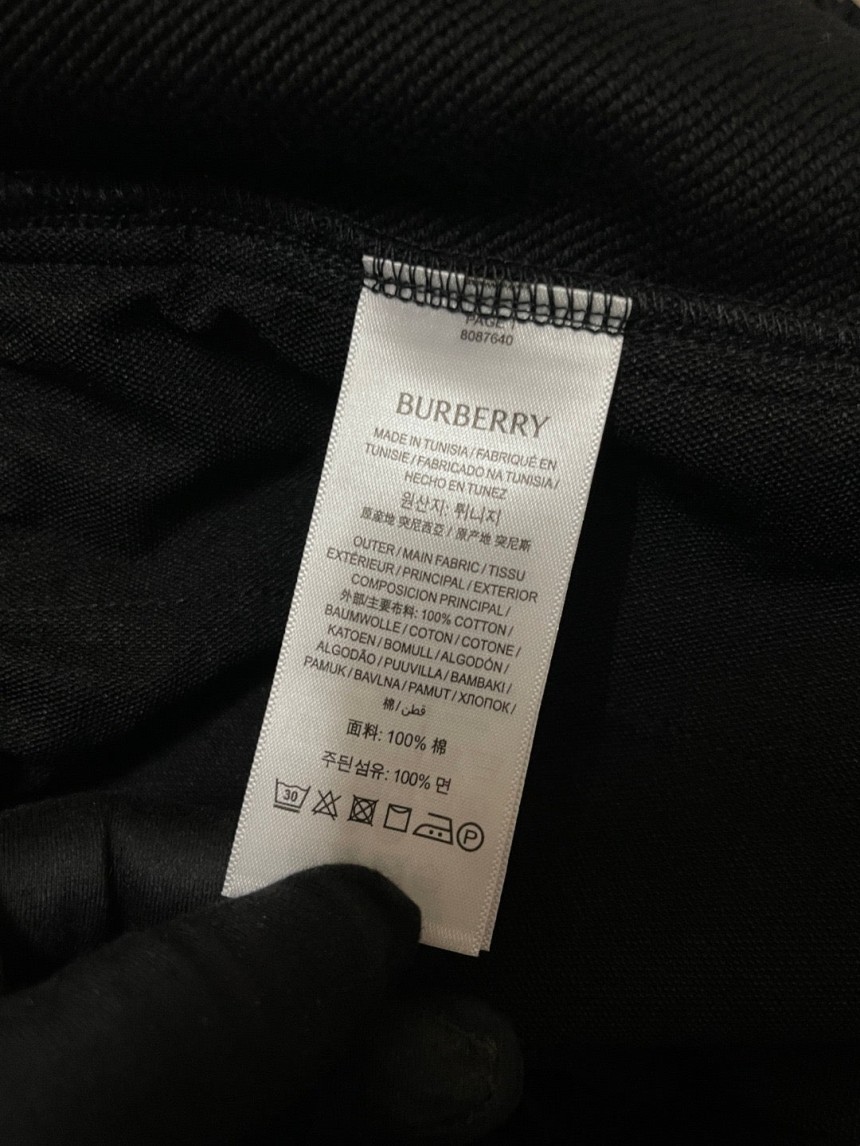 PAGE 1
8087640
BURBERRY
MADE IN TUNISIA / FABRIQUÉ EN
TUNISIE / FABRICADO NA TUNISIA /
HECHO EN TUNEZ
원산지: 튀니지
原産地 突尼西亞 / 原产地 突尼斯
OUTER / MAIN FABRIC / TISSU
EXTÉRIEUR / PRINCIPAL / EXTERIOR
COMPOSICION PRINCIPAL /
外部/主要布料: 100% COTTON /
BAUMWOLLE / COTON / COTONE /
KATOEN / BOMULL / ALGODÓN /
ALGODÃO / PUUVILLA / BAMBAKI /
PAMUK / BAVLNA / PAMUT / ХЛОПОК /
棉 / قطن
面料: 100% 棉
주된섬유: 100% 면
30
P